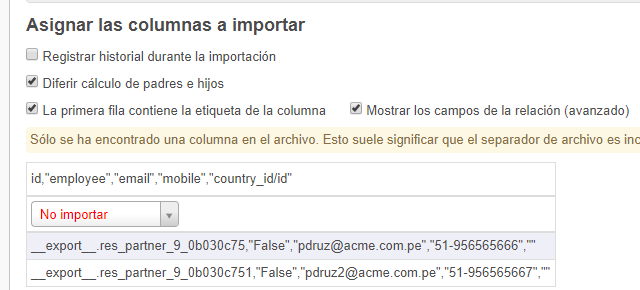 Asignar las columnas a importar
Registrar historial durante la importación
Diferir cálculo de padres e hijos
La primera fila contiene la etiqueta de la columna Mostrar los campos de la relación (avanzado)
Sólo se ha encontrado una columna en el archivo. Esto suele significar que el separador de archivo es inc
id,"employee","email","mobile","country_id/id"
No importar
__export__.res_partner_9_0b030c75,"False","pdruz@acme.com.pe","51-956565666",""
__export__.res_partner_9_0b030c751,"False","pdruz2@acme.com.pe","51-956565667",""